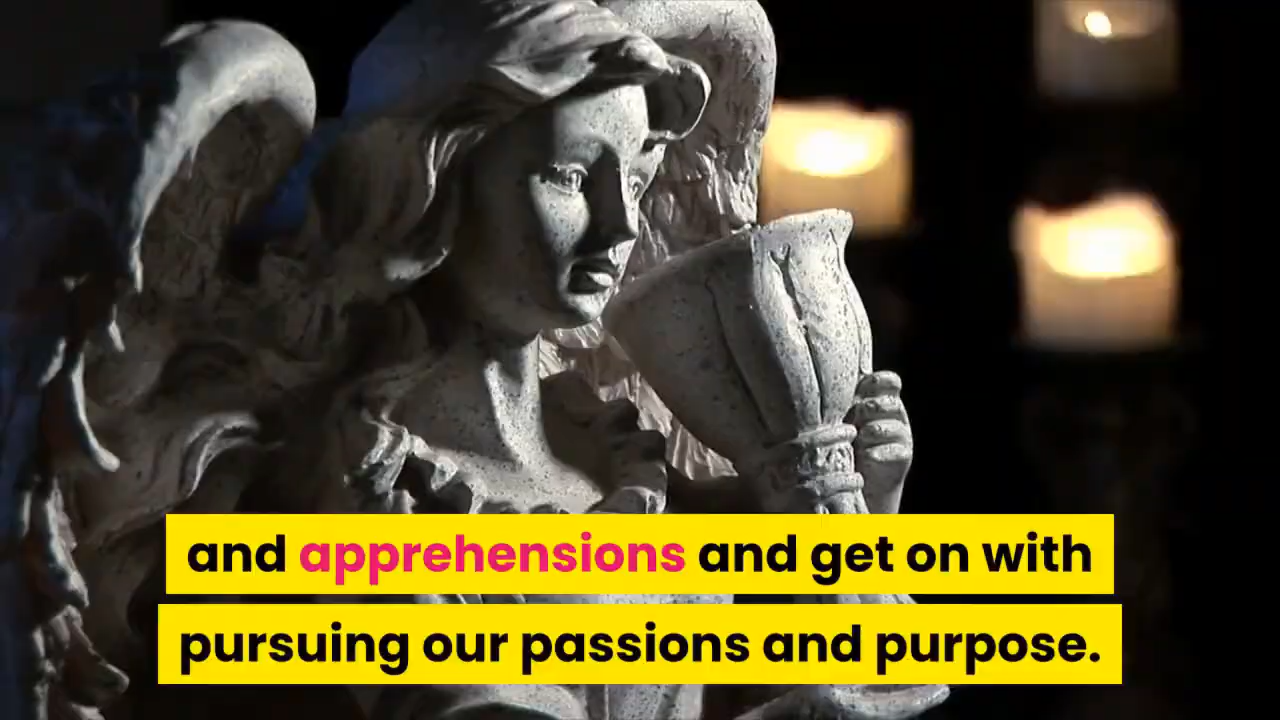 and apprehensions and get on with
pursuing our passions and purpose.